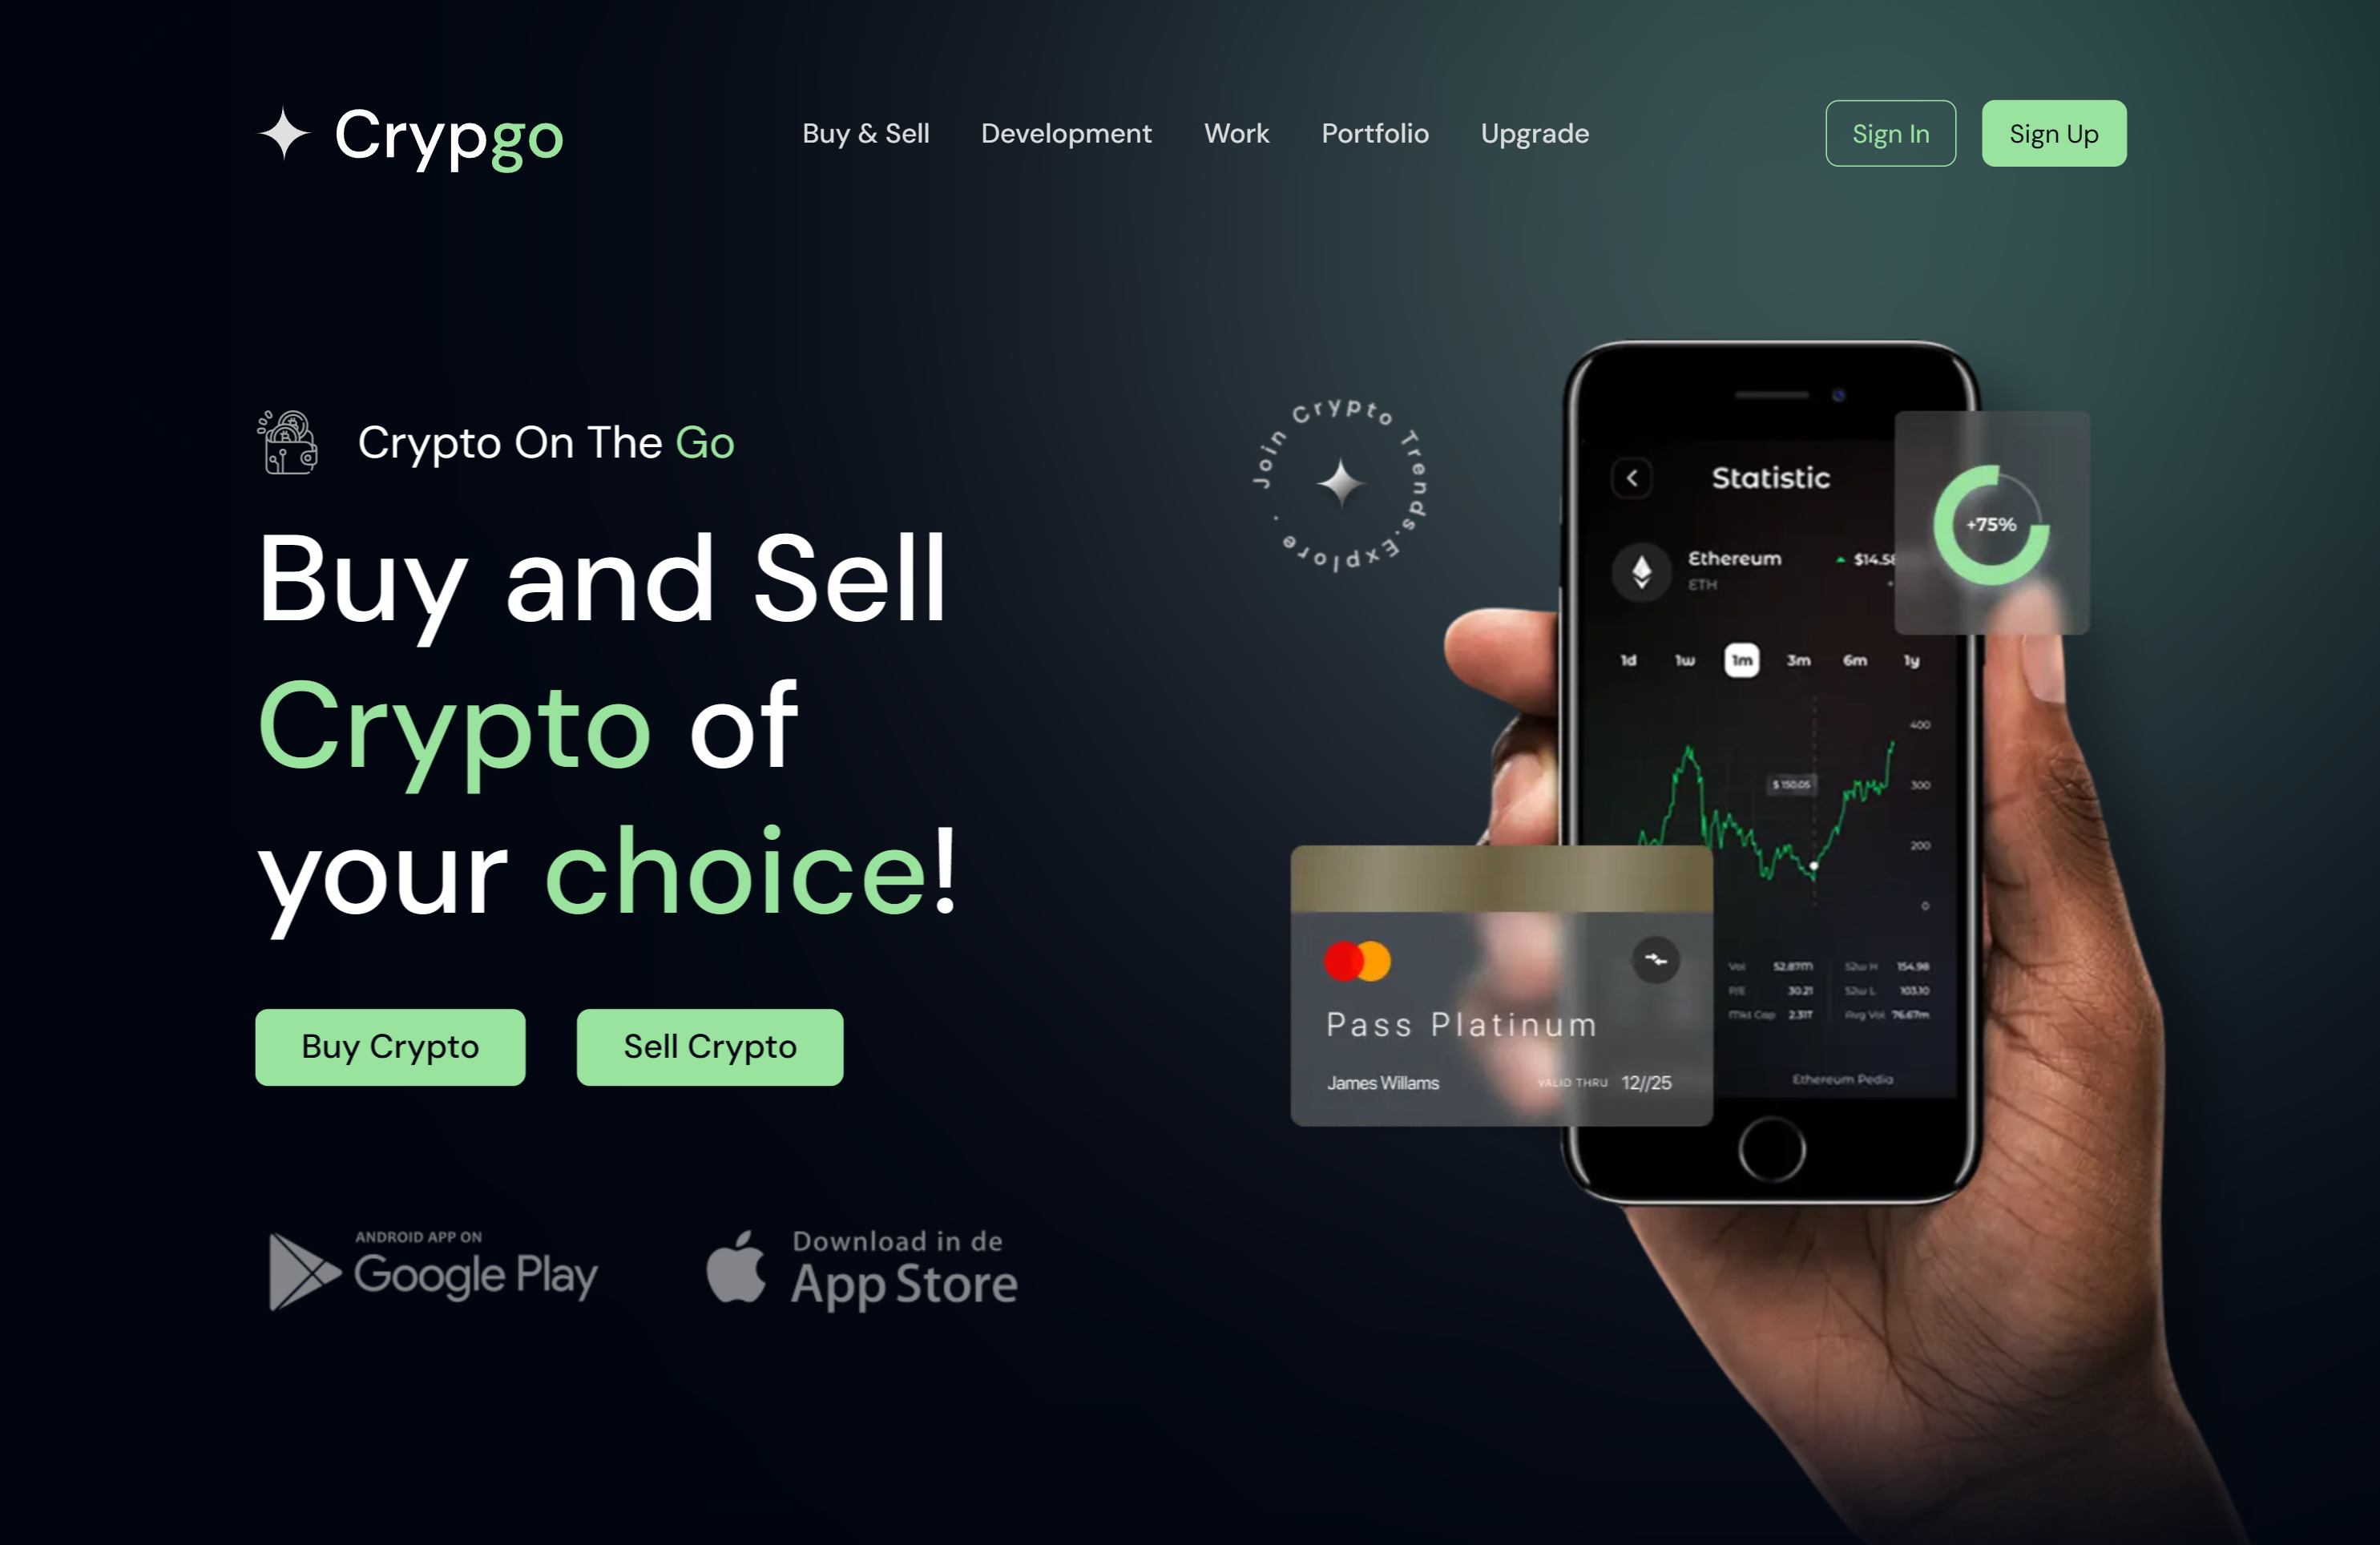 Crypgo
Buy & Sell
Development
Work
Portfolio
Upgrade
Sign In
Sign Up
Crypto On The Go
Buy and Sell
Crypto of
your choice!
Buy Crypto
Sell Crypto
ANDROID APP ON
Google Play
Download in de
App Store
Join Crypto Trends.Explore .
Statistic
+75%
Ethereum
$14.58
ETH
1d 1w 1m 3m 6m 1y
400
$ 150.05
300
200
0
Pass Platinum
James Willams
VALID THRU 12//25
Vol 52.87m 52w H 154.98
P/E 30.21 52w L 103.10
Mkt Cap 2.31T Avg Vol 76.67m
Ethereum Pedia